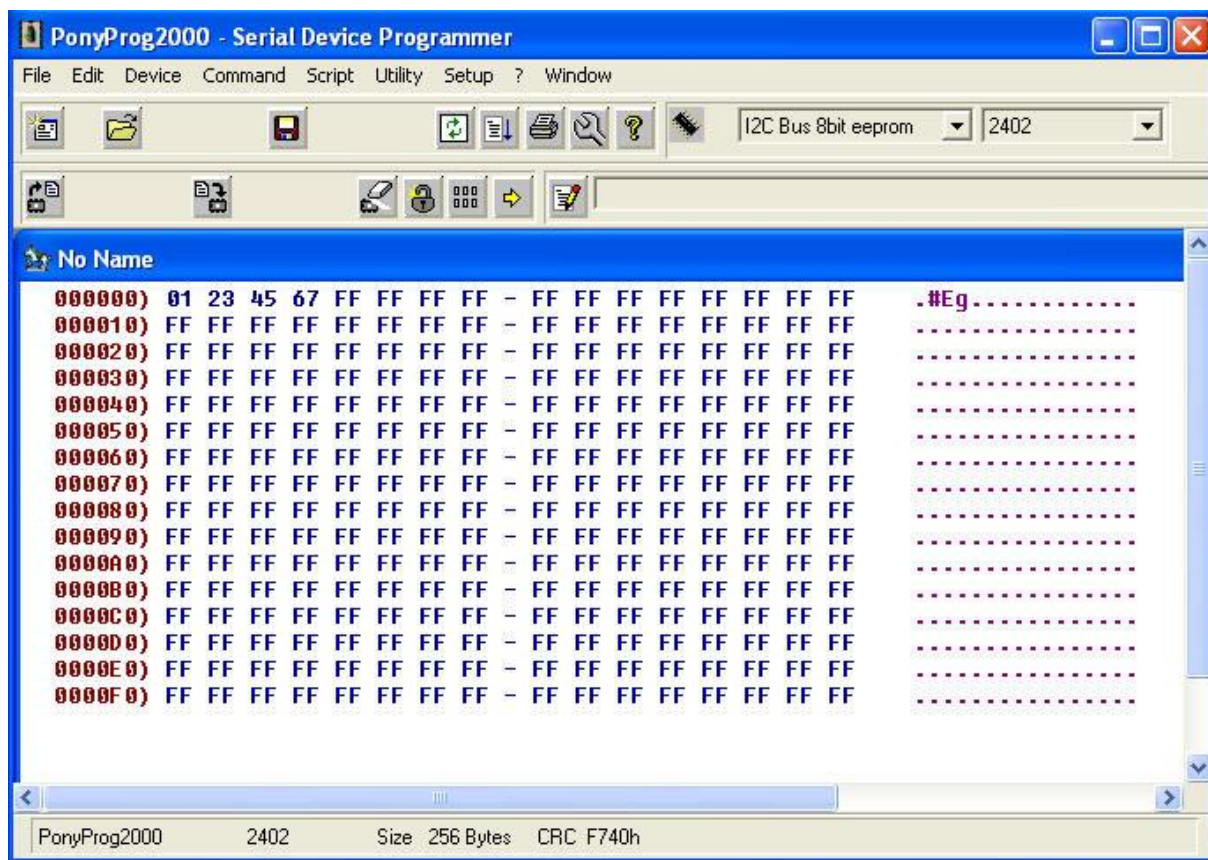 PonyProg2000 - Serial Device Programmer
File Edit Device Command Script Utility Setup ? Window
I2C Bus 8bit eeprom 2402
No Name
000000) 01 23 45 67 FF FF FF FF - FF FF FF FF FF FF FF FF .#Eg............
000010) FF FF FF FF FF FF FF FF - FF FF FF FF FF FF FF FF ................
000020) FF FF FF FF FF FF FF FF - FF FF FF FF FF FF FF FF ................
000030) FF FF FF FF FF FF FF FF - FF FF FF FF FF FF FF FF ................
000040) FF FF FF FF FF FF FF FF - FF FF FF FF FF FF FF FF ................
000050) FF FF FF FF FF FF FF FF - FF FF FF FF FF FF FF FF ................
000060) FF FF FF FF FF FF FF FF - FF FF FF FF FF FF FF FF ................
000070) FF FF FF FF FF FF FF FF - FF FF FF FF FF FF FF FF ................
000080) FF FF FF FF FF FF FF FF - FF FF FF FF FF FF FF FF ................
000090) FF FF FF FF FF FF FF FF - FF FF FF FF FF FF FF FF ................
0000A0) FF FF FF FF FF FF FF FF - FF FF FF FF FF FF FF FF ................
0000B0) FF FF FF FF FF FF FF FF - FF FF FF FF FF FF FF FF ................
0000C0) FF FF FF FF FF FF FF FF - FF FF FF FF FF FF FF FF ................
0000D0) FF FF FF FF FF FF FF FF - FF FF FF FF FF FF FF FF ................
0000E0) FF FF FF FF FF FF FF FF - FF FF FF FF FF FF FF FF ................
0000F0) FF FF FF FF FF FF FF FF - FF FF FF FF FF FF FF FF ................
PonyProg2000 2402 Size 256 Bytes CRC F740h